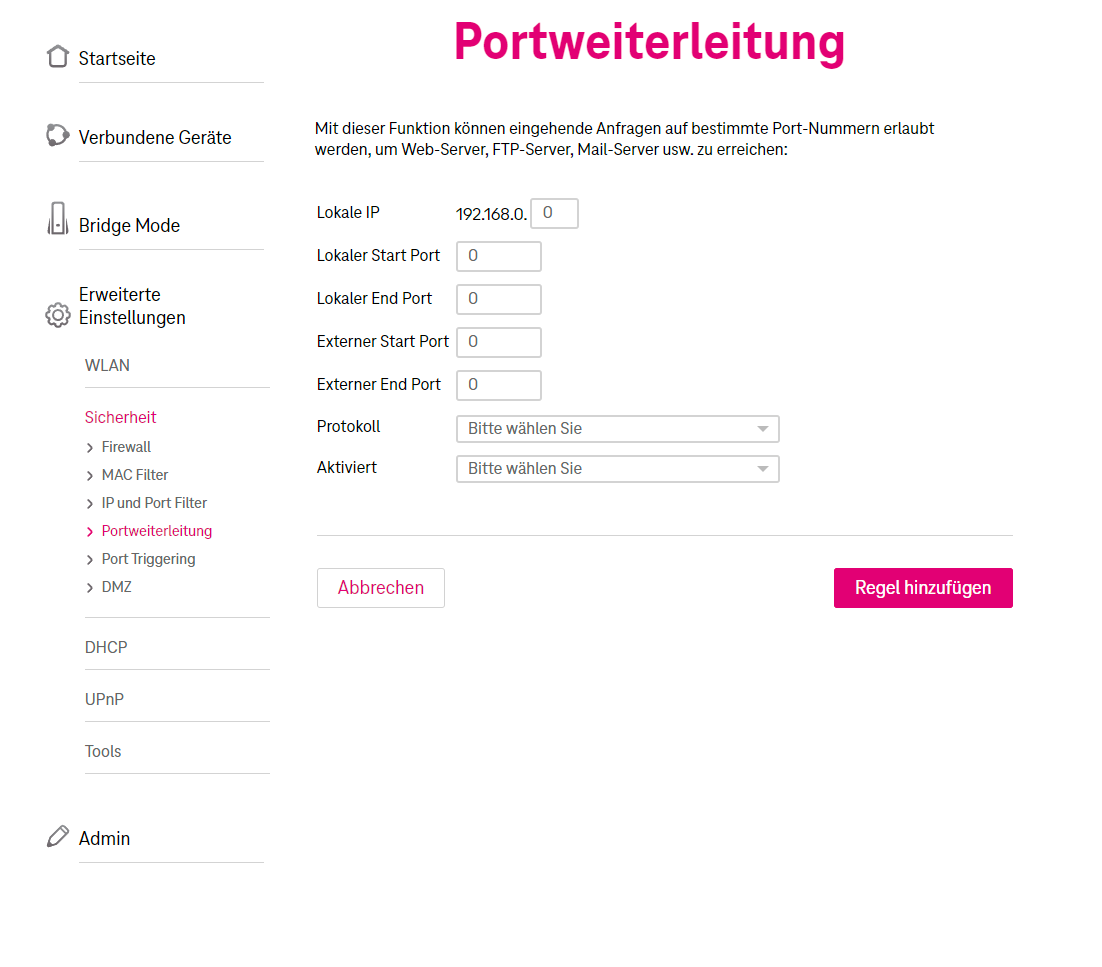 Portweiterleitung
Startseite
Verbundene Geräte
Bridge Mode
Erweiterte
Einstellungen
WLAN
Sicherheit
Firewall
MAC Filter
IP und Port Filter
Portweiterleitung
Port Triggering
DMZ
DHCP
UPnP
Tools
Admin
Mit dieser Funktion können eingehende Anfragen auf bestimmte Port-Nummern erlaubt
werden, um Web-Server, FTP-Server, Mail-Server usw. zu erreichen:
Lokale IP 192.168.0. 0
Lokaler Start Port 0
Lokaler End Port 0
Externer Start Port 0
Externer End Port 0
Protokoll Bitte wählen Sie
Aktiviert Bitte wählen Sie
Abbrechen Regel hinzufügen